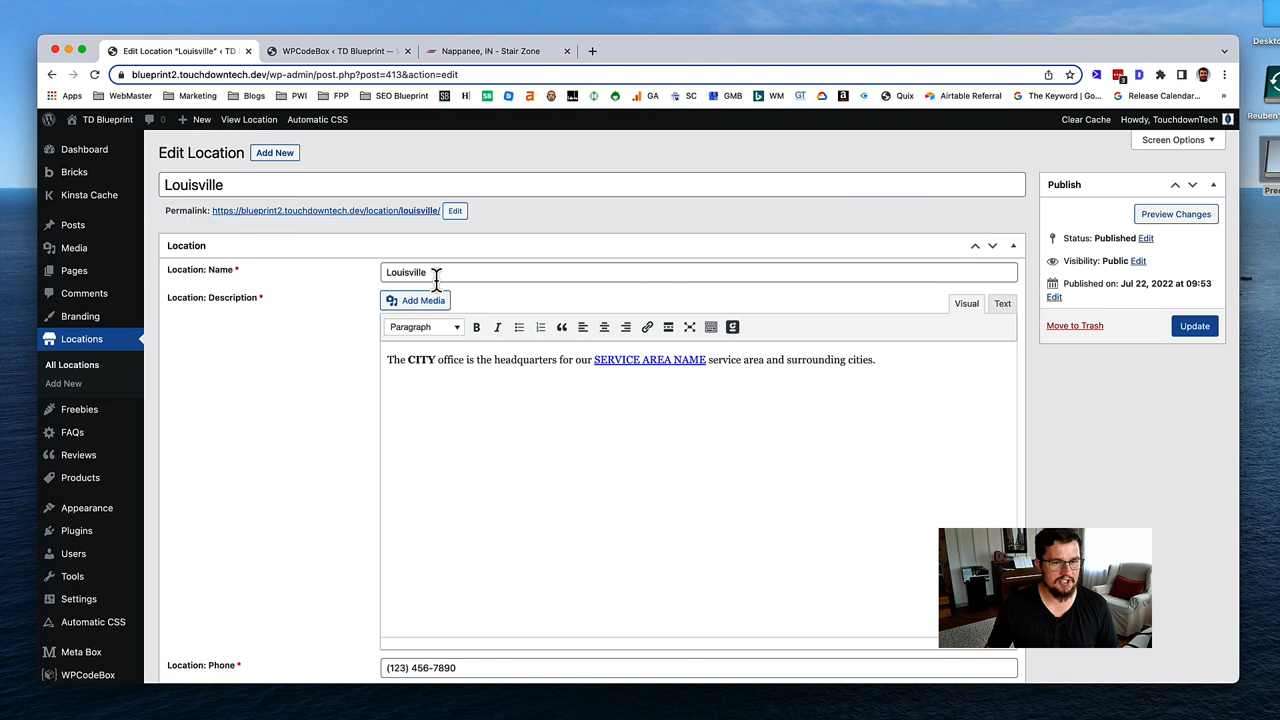 Edit Location "Louisville" ‹ TD
WPCodeBox ‹ TD Blueprint —
Nappanee, IN - Stair Zone
Deskto
blueprint2.touchdowntech.dev/wp-admin/post.php?post=413&action=edit
Apps WebMaster Marketing Blogs PWI FPP SEO Blueprint GA SC GMB WM Quix Airtable Referral The Keyword | Go... Release Calendar... »
TD Blueprint 0 New View Location Automatic CSS Clear Cache Howdy, TouchdownTech
Reuben'
Screen Options
Dashboard
Bricks
Kinsta Cache
Posts
Media
Pages
Comments
Branding
Locations
All Locations
Add New
Freebies
FAQs
Reviews
Products
Appearance
Plugins
Users
Tools
Settings
Automatic CSS
Meta Box
WPCodeBox
Edit Location Add New
Louisville
Permalink: https://blueprint2.touchdowntech.dev/location/louisville/ Edit
Location
Location: Name * Louisville
Location: Description * Add Media Visual Text
Paragraph
The CITY office is the headquarters for our SERVICE AREA NAME service area and surrounding cities.
Location: Phone * (123) 456-7890
Publish
Preview Changes
Status: Published Edit
Visibility: Public Edit
Published on: Jul 22, 2022 at 09:53
Edit
Move to Trash Update